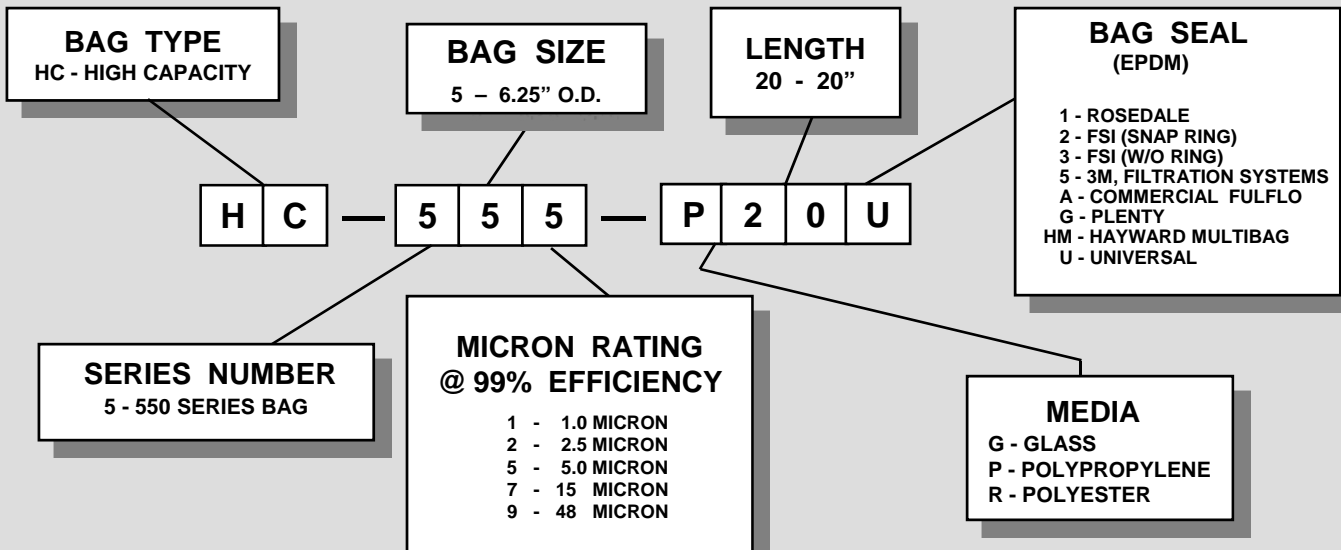 BAG TYPE
HC - HIGH CAPACITY
BAG SIZE
5 – 6.25” O.D.
LENGTH
20 - 20”
BAG SEAL
(EPDM)
1 - ROSEDALE
2 - FSI (SNAP RING)
3 - FSI (W/O RING)
5 - 3M, FILTRATION SYSTEMS
A - COMMERCIAL FULFLO
G - PLENTY
HM - HAYWARD MULTIBAG
U - UNIVERSAL
H C — 5 5 5 — P 2 0 U
SERIES NUMBER
5 - 550 SERIES BAG
MICRON RATING
@ 99% EFFICIENCY
1 - 1.0 MICRON
2 - 2.5 MICRON
5 - 5.0 MICRON
7 - 15 MICRON
9 - 48 MICRON
MEDIA
G - GLASS
P - POLYPROPYLENE
R - POLYESTER